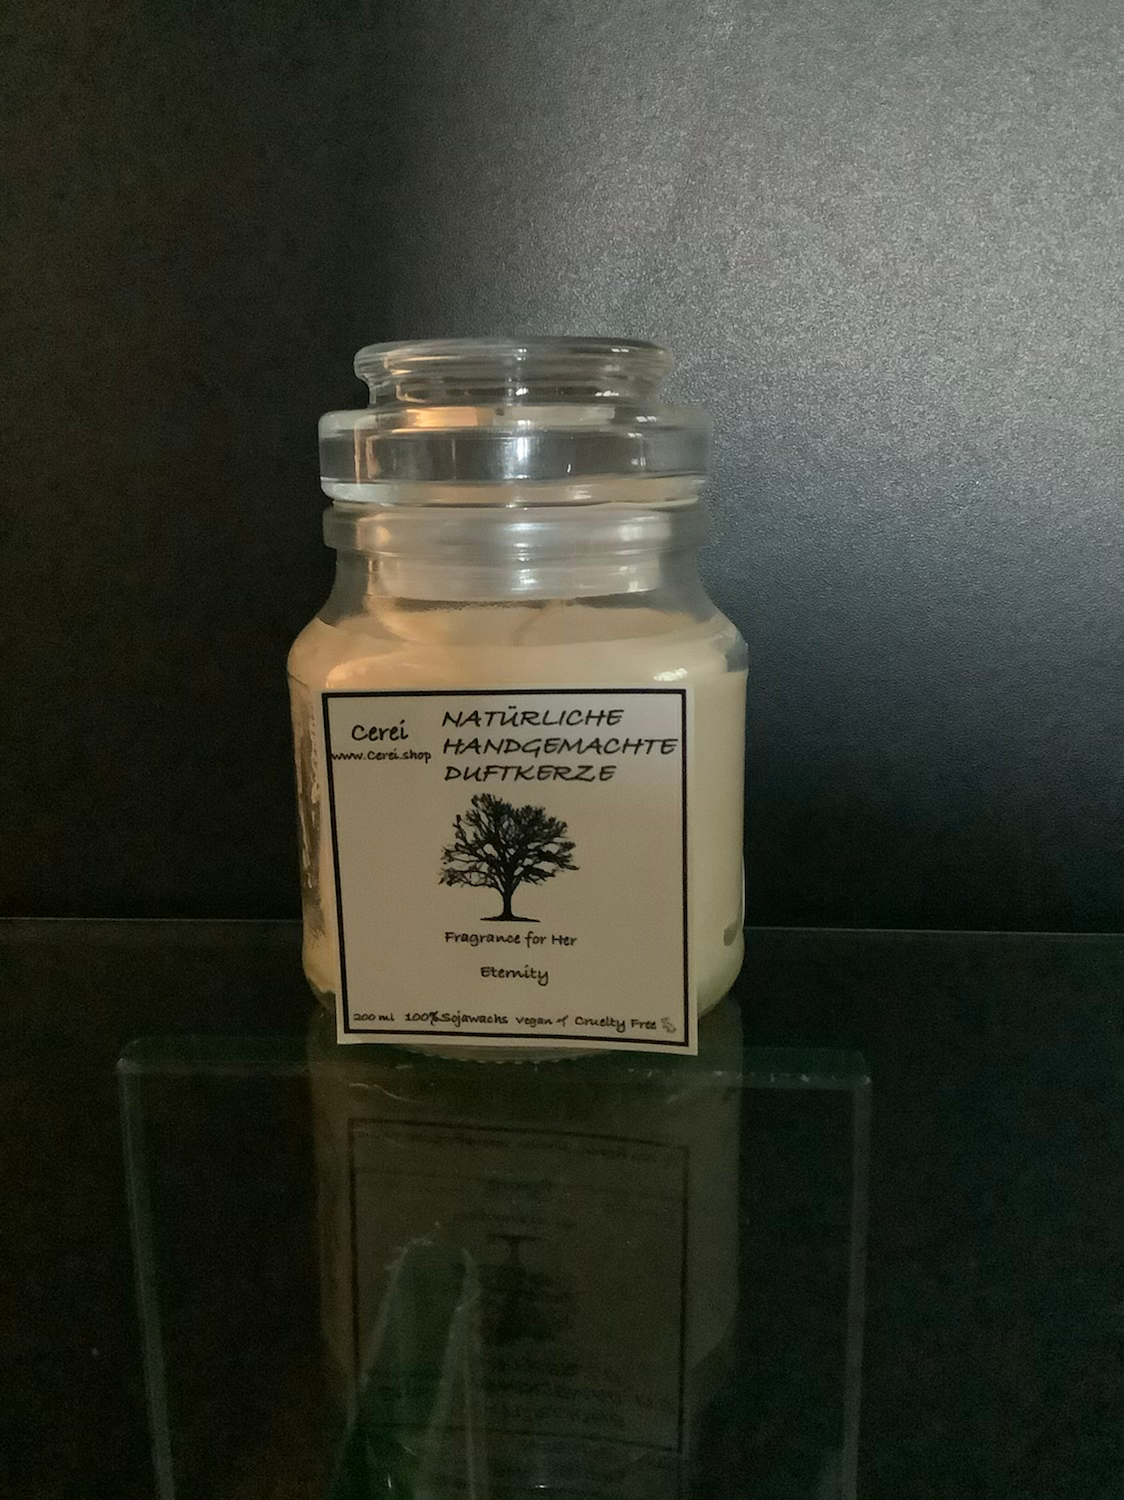 Cerei
www.Cerei.shop
NATÜRLICHE
HANDGEMACHTE
DUFTKERZE
Fragrance for Her
Eternity
200 ml 100% Sojawachs vegan Cruelty Free